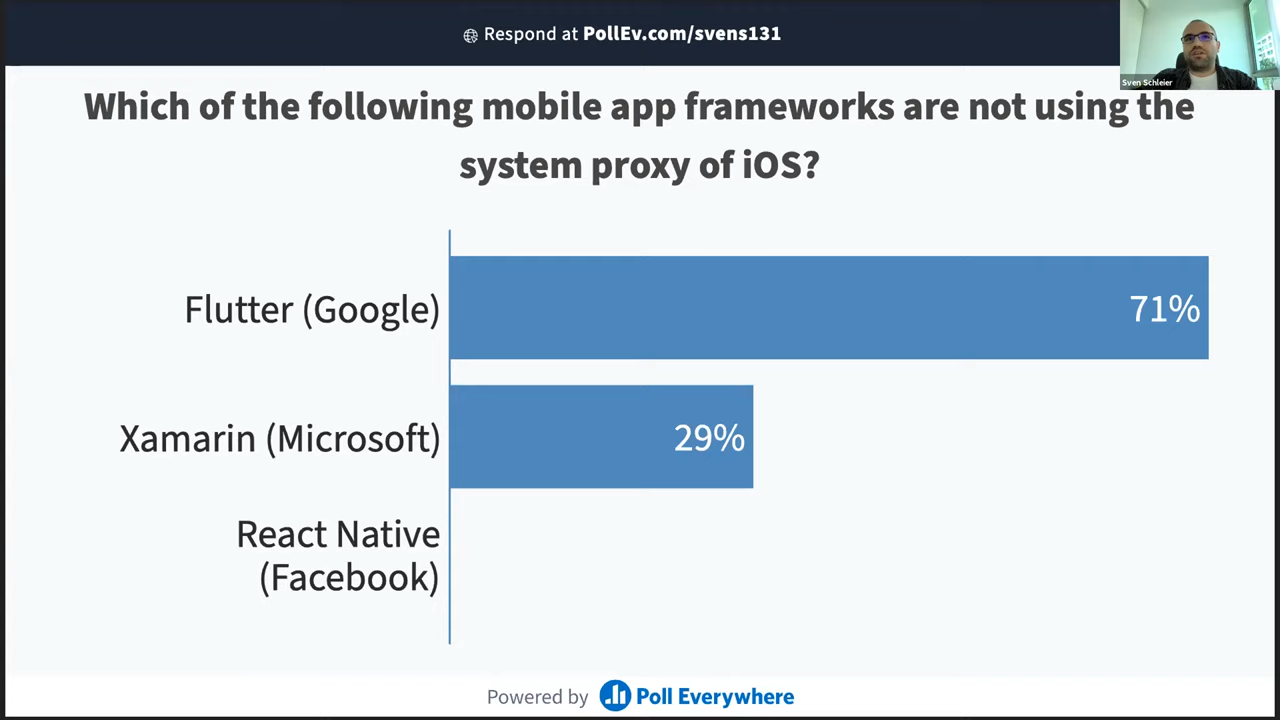 Respond at PollEv.com/svens131
Sven Schleier
Which of the following mobile app frameworks are not using the
system proxy of iOS?
Flutter (Google)
71%
Xamarin (Microsoft)
29%
React Native
(Facebook)
Powered by Poll Everywhere